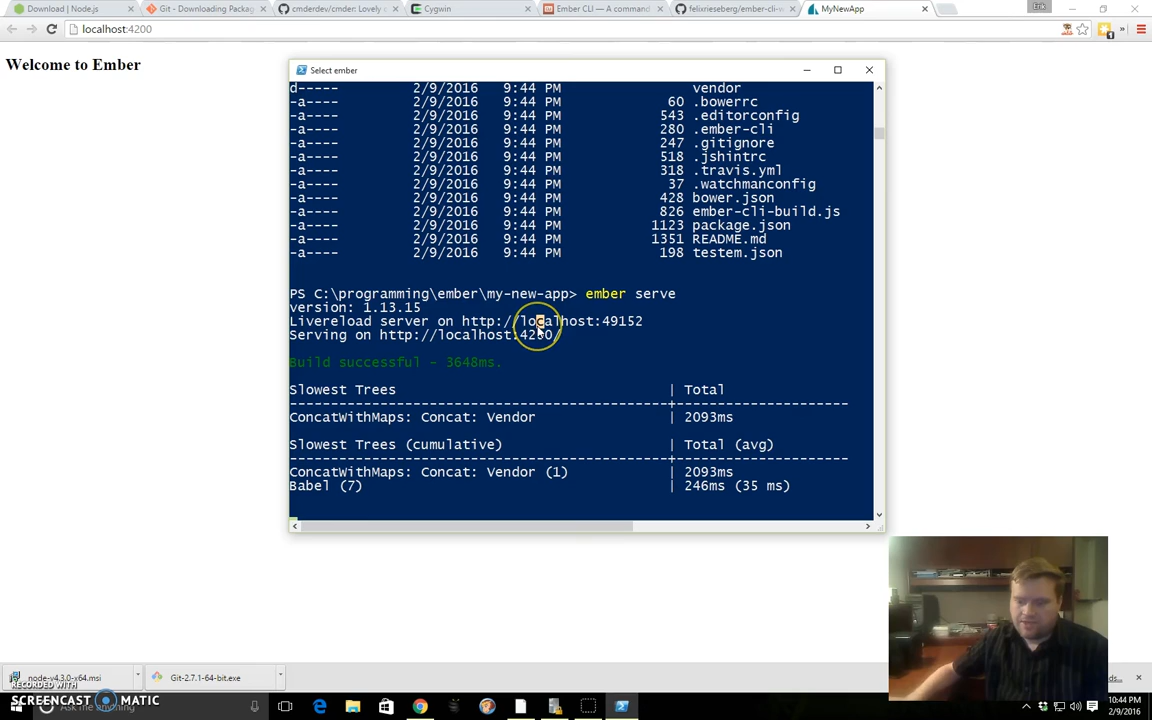 Download | Node.js
Git - Downloading Packag
cmderdev/cmder: Lovely c
Cygwin
Ember CLI — A command
felixrieseberg/ember-cli-w
MyNewApp
Erik
localhost:4200
Welcome to Ember
Select ember
d----- 2/9/2016 9:44 PM vendor
-a---- 2/9/2016 9:44 PM 60 .bowerrc
-a---- 2/9/2016 9:44 PM 543 .editorconfig
-a---- 2/9/2016 9:44 PM 280 .ember-cli
-a---- 2/9/2016 9:44 PM 247 .gitignore
-a---- 2/9/2016 9:44 PM 518 .jshintrc
-a---- 2/9/2016 9:44 PM 318 .travis.yml
-a---- 2/9/2016 9:44 PM 37 .watchmanconfig
-a---- 2/9/2016 9:44 PM 428 bower.json
-a---- 2/9/2016 9:44 PM 826 ember-cli-build.js
-a---- 2/9/2016 9:44 PM 1123 package.json
-a---- 2/9/2016 9:44 PM 1351 README.md
-a---- 2/9/2016 9:44 PM 198 testem.json
PS C:\programming\ember\my-new-app> ember serve
version: 1.13.15
Livereload server on http://localhost:49152
Serving on http://localhost:4200/
Build successful - 3648ms.
Slowest Trees | Total
----------------------------------------------+---------------------
ConcatWithMaps: Concat: Vendor | 2093ms
Slowest Trees (cumulative) | Total (avg)
----------------------------------------------+---------------------
ConcatWithMaps: Concat: Vendor (1) | 2093ms
Babel (7) | 246ms (35 ms)
node-v4.3.0-x64.msi
Git-2.7.1-64-bit.exe
RECORDED WITH
SCREENCAST MATIC
me anything
10:44 PM
2/9/2016